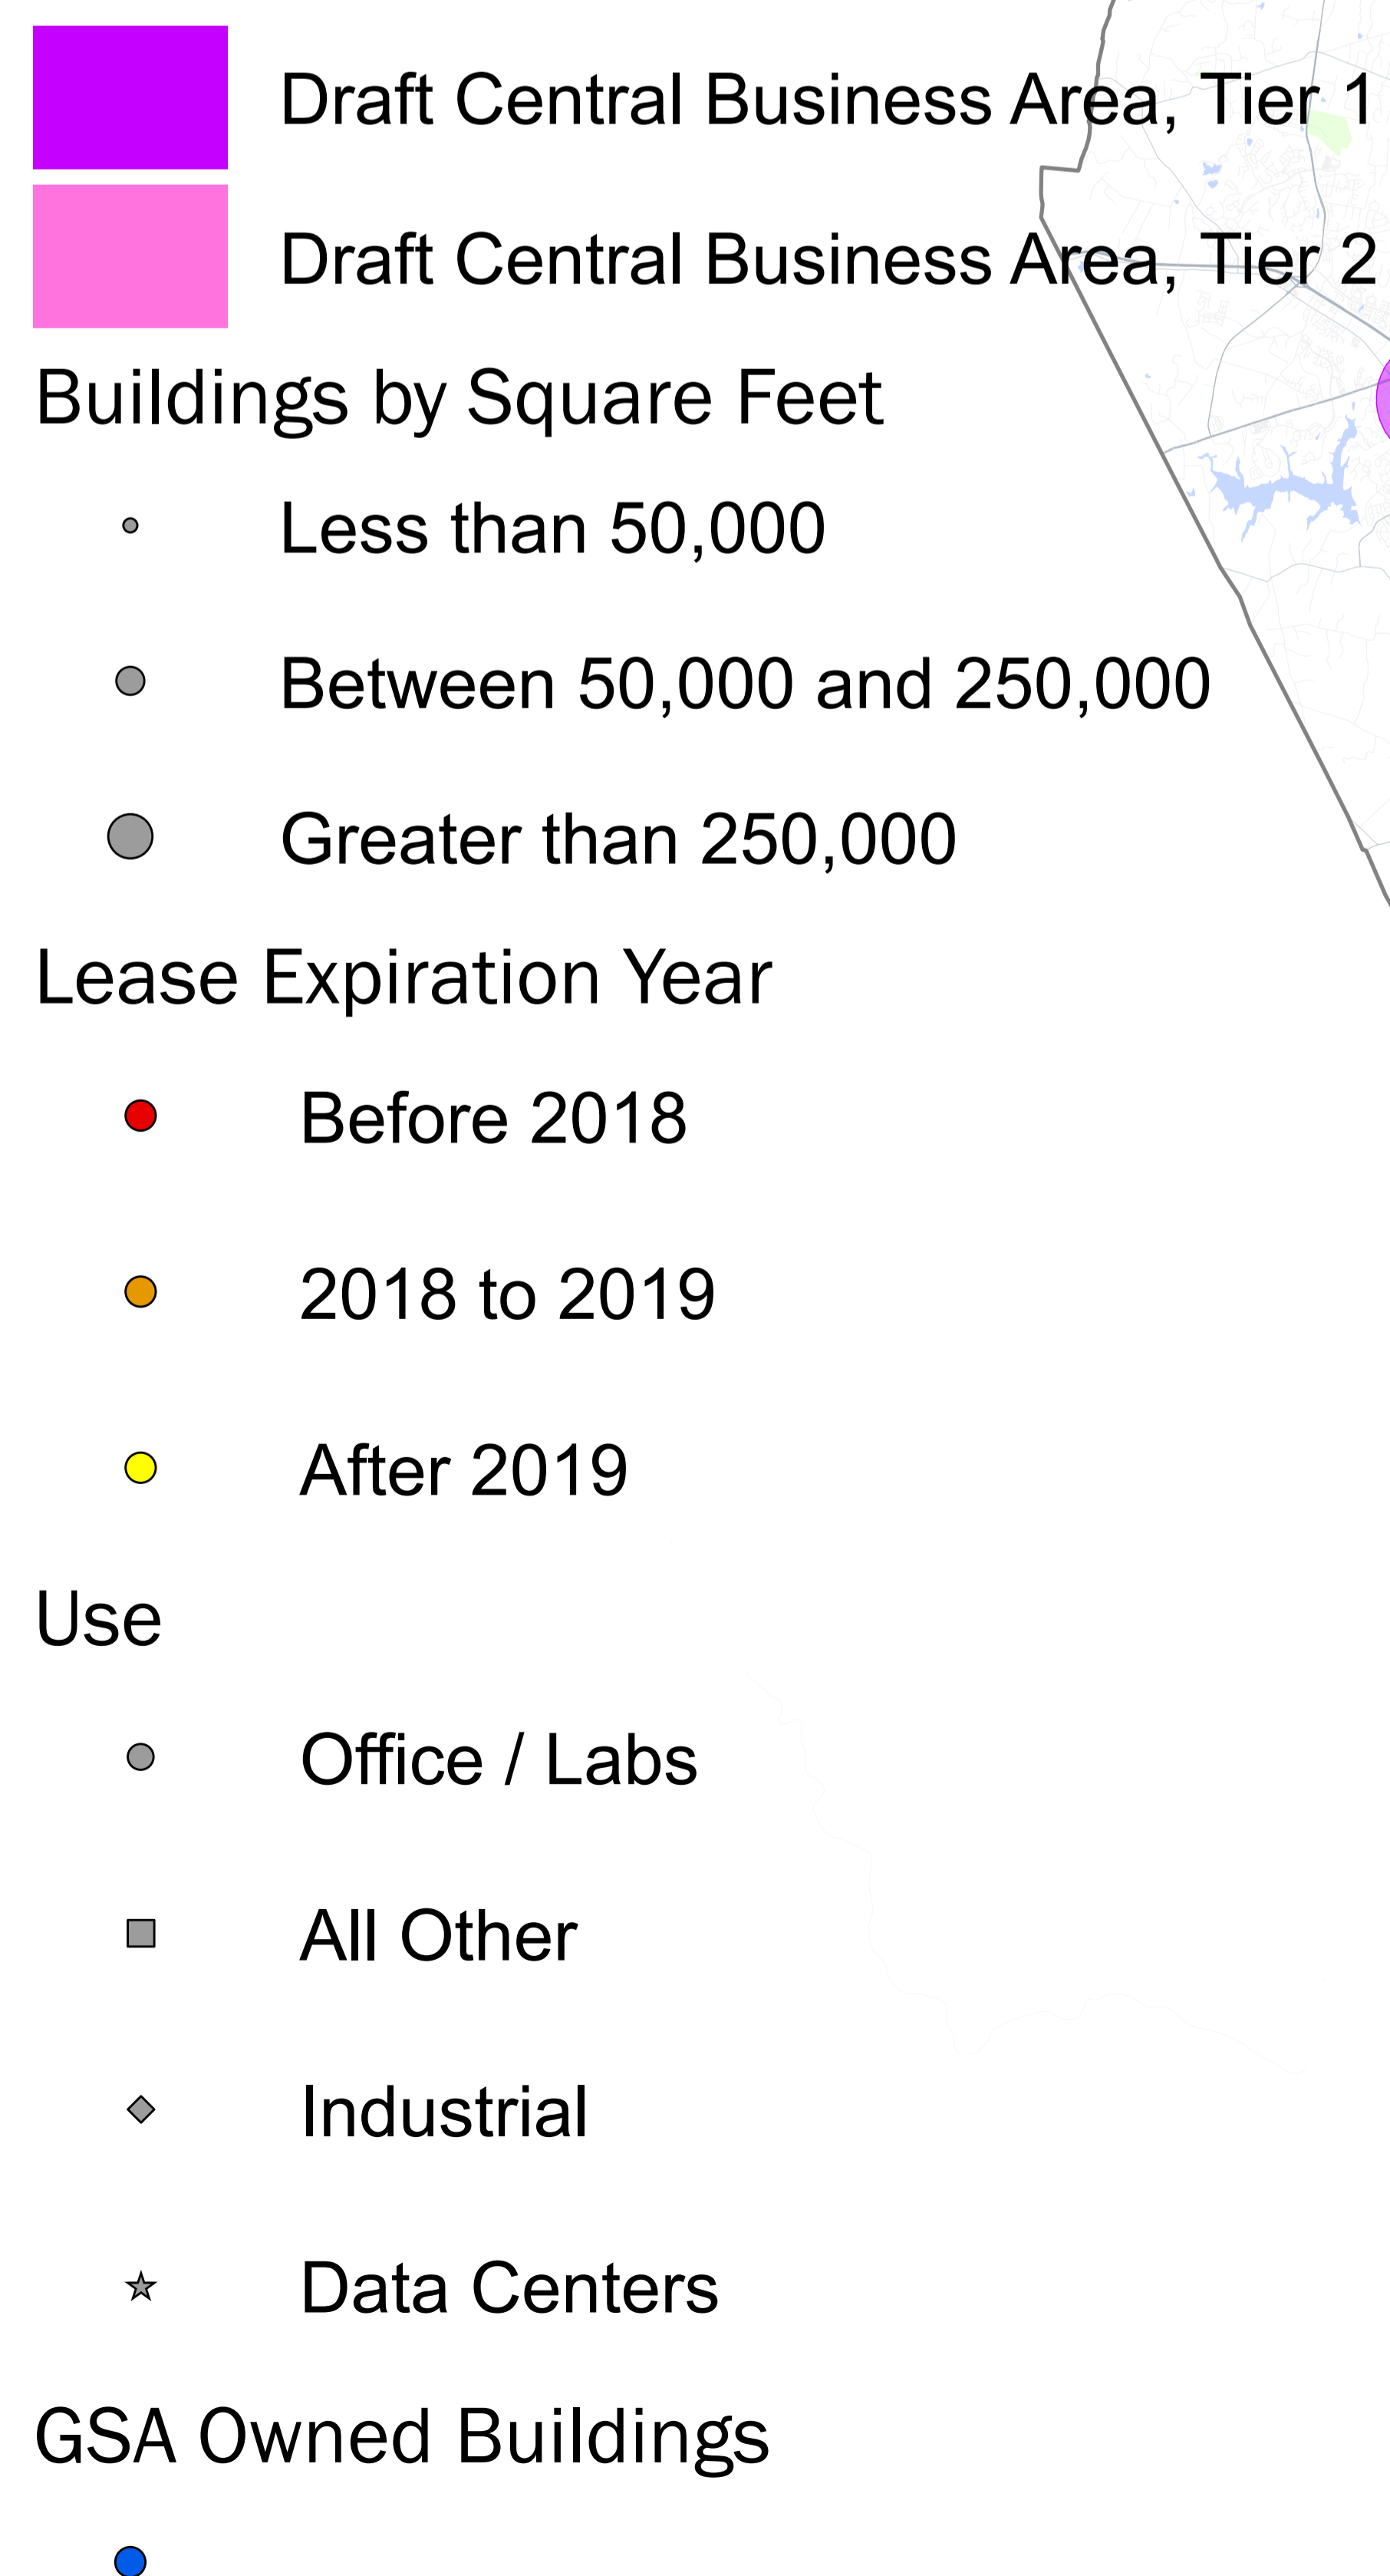 Draft Central Business Area, Tier 1
Draft Central Business Area, Tier 2
Buildings by Square Feet
Less than 50,000
Between 50,000 and 250,000
Greater than 250,000
Lease Expiration Year
Before 2018
2018 to 2019
After 2019
Use
Office / Labs
All Other
Industrial
Data Centers
GSA Owned Buildings